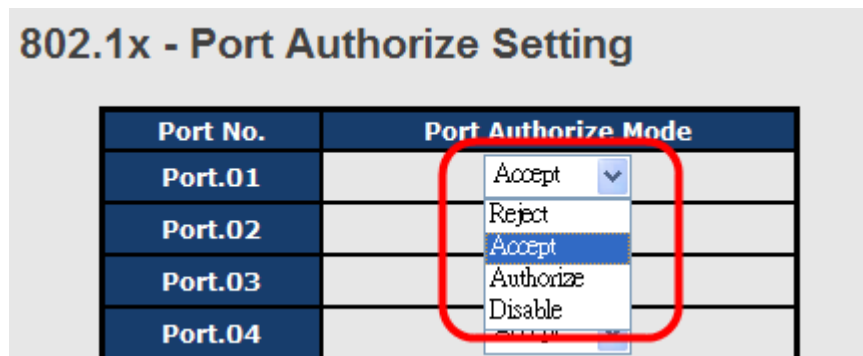 802.1x - Port Authorize Setting
Port No. Port Authorize Mode
Port.01 Accept
Reject
Port.02
Accept
Port.03 Authorize
Disable
Port.04